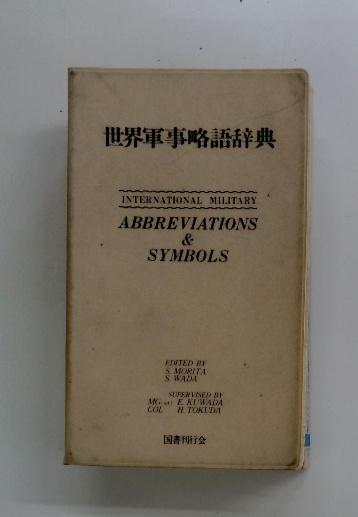 世界軍事略語辞典
INTERNATIONAL MILITARY
ABBREVIATIONS
&
SYMBOLS
EDITED BY
S. MORITA
S. WADA
SUPERVISED BY
MG E. KUWADA
COL H. TOKUDA
国書刊行会